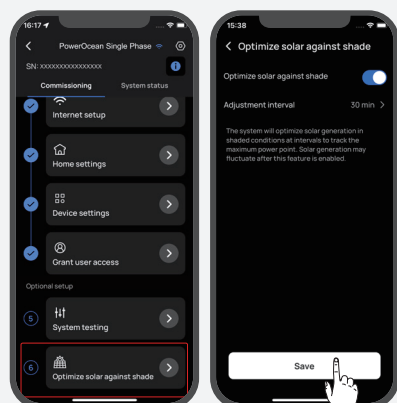 16:17
PowerOcean Single Phase
SN: xxxxxxxxxxxxxxxx
Commissioning
System status
Internet setup
Home settings
Device settings
Grant user access
Optional setup
5
System testing
6
Optimize solar against shade
15:38
Optimize solar against shade
Optimize solar against shade
Adjustment interval 30 min
The system will optimize solar generation in
shaded conditions at intervals to track the
maximum power point. Solar generation may
fluctuate after this feature is enabled.
Save